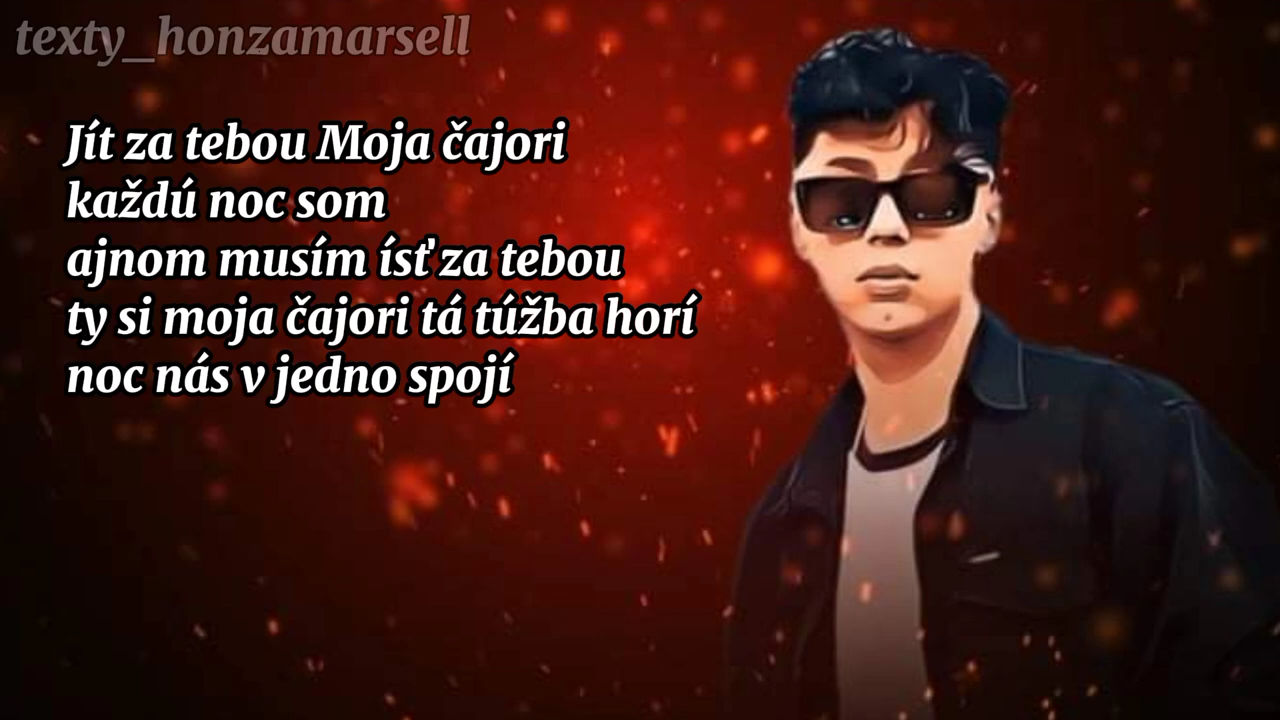 texty_honzamarsell
Jít za tebou Moja čajori
každú noc som
ajnom musím ísť za tebou
ty si moja čajori tá túžba horí
noc nás v jedno spojí